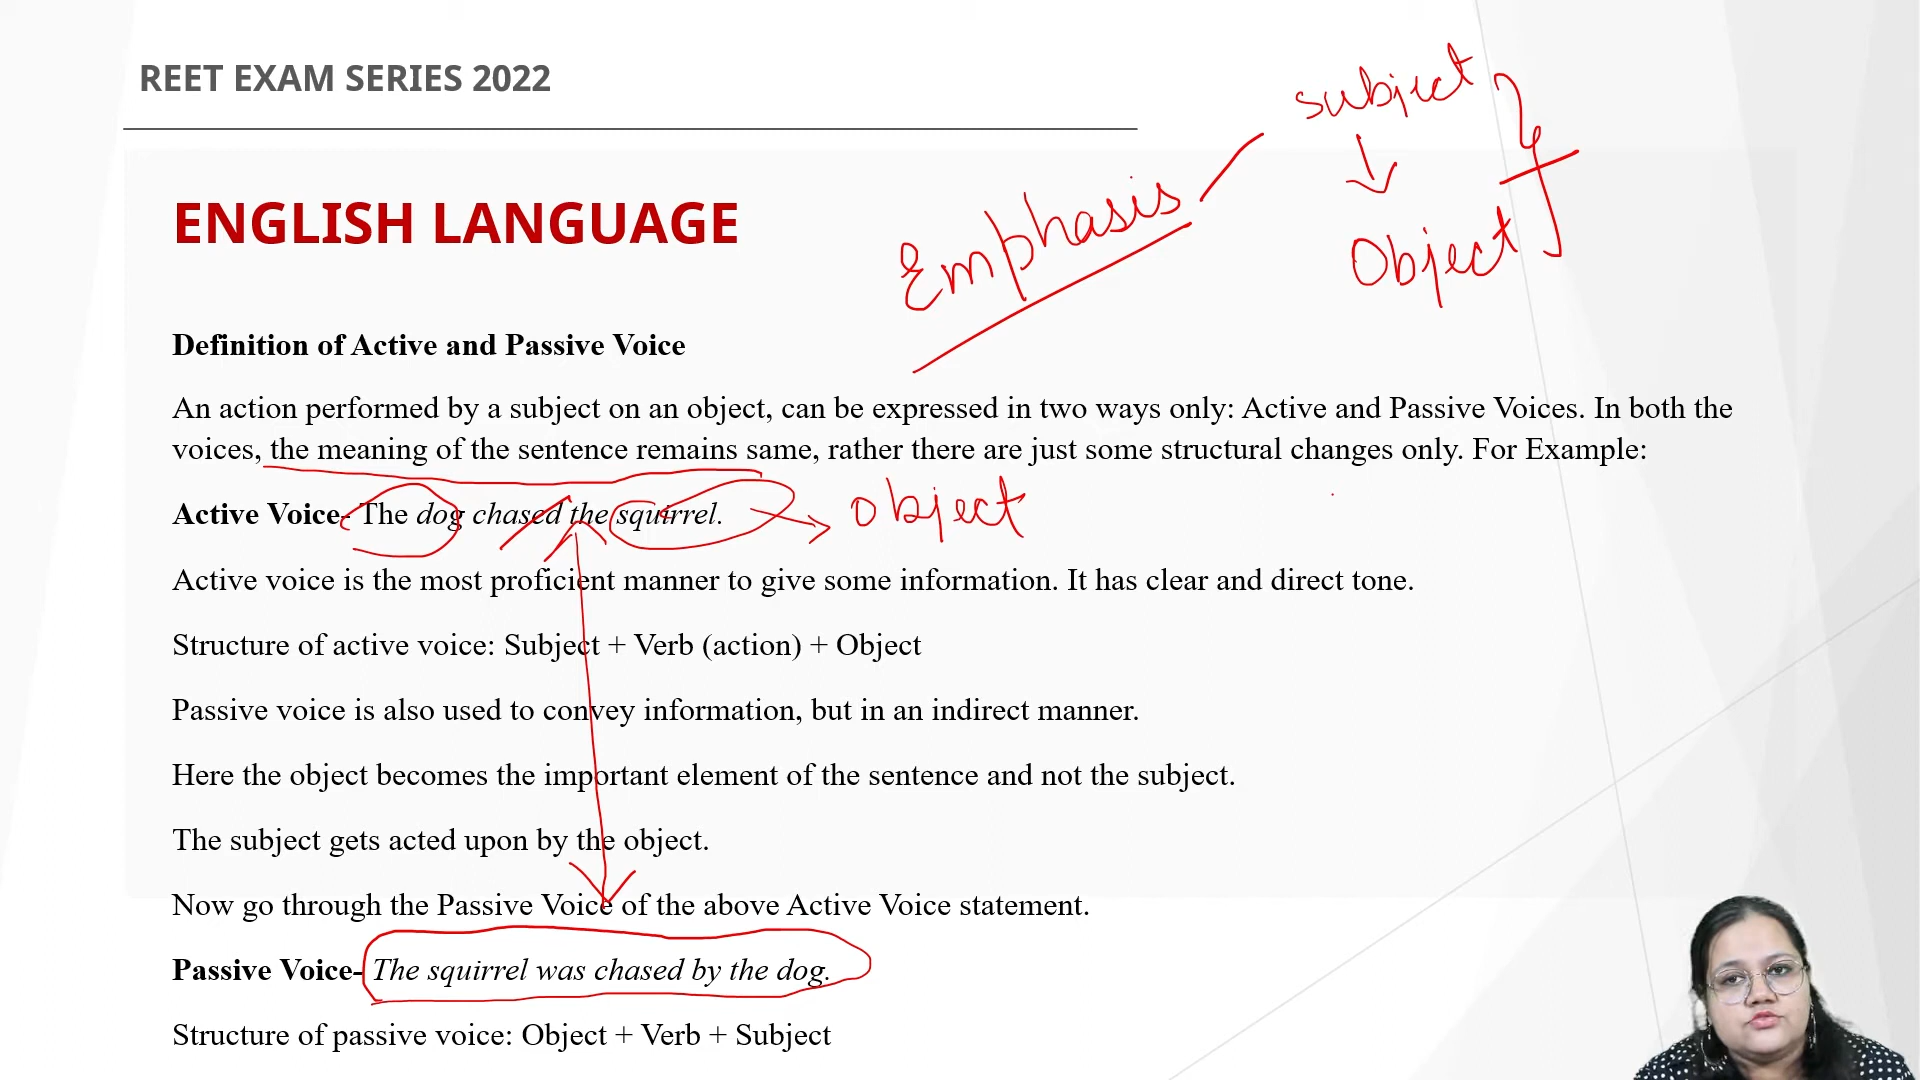 REET EXAM SERIES 2022
subject
Emphasis
Object
ENGLISH LANGUAGE
Definition of Active and Passive Voice
An action performed by a subject on an object, can be expressed in two ways only: Active and Passive Voices. In both the
voices, the meaning of the sentence remains same, rather there are just some structural changes only. For Example:
Active Voice- The dog chased the squirrel.
object
Active voice is the most proficient manner to give some information. It has clear and direct tone.
Structure of active voice: Subject + Verb (action) + Object
Passive voice is also used to convey information, but in an indirect manner.
Here the object becomes the important element of the sentence and not the subject.
The subject gets acted upon by the object.
Now go through the Passive Voice of the above Active Voice statement.
Passive Voice- The squirrel was chased by the dog.
Structure of passive voice: Object + Verb + Subject